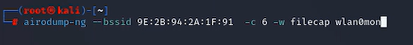 ┌──(root㉿kali)-[~]
└─# airodump-ng --bssid 9E:2B:94:2A:1F:91 -c 6 -w filecap wlan0mon